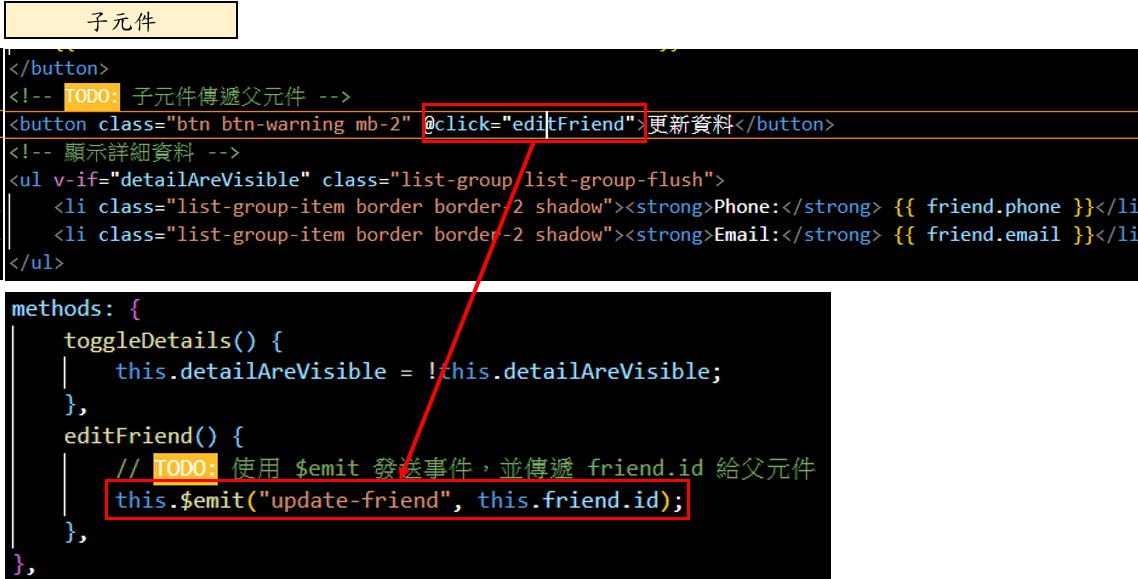 子元件
</button>
<!-- TODO: 子元件傳遞父元件 -->
<button class="btn btn-warning mb-2" @click="editFriend">更新資料</button>
<!-- 顯示詳細資料 -->
<ul v-if="detailAreVisible" class="list-group list-group-flush">
<li class="list-group-item border border-2 shadow"><strong>Phone:</strong> {{ friend.phone }}</li
<li class="list-group-item border border-2 shadow"><strong>Email:</strong> {{ friend.email }}</li
</ul>
methods: {
toggleDetails() {
this.detailAreVisible = !this.detailAreVisible;
},
editFriend() {
// TODO: 使用 $emit 發送事件，並傳遞 friend.id 給父元件
this.$emit("update-friend", this.friend.id);
},
},